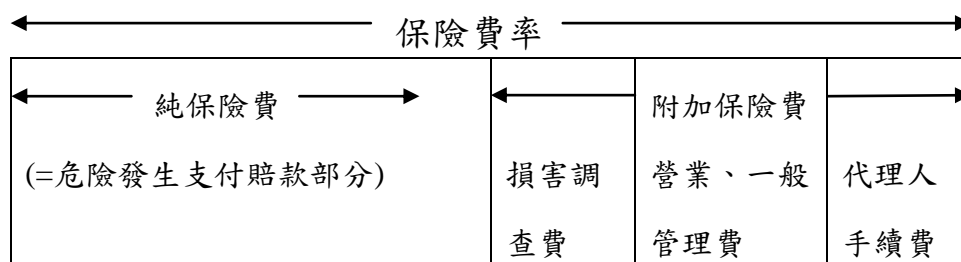 保險費率
純保險費
附加保險費
(=危險發生支付賠款部分)
損害調
查費
營業、一般
管理費
代理人
手續費